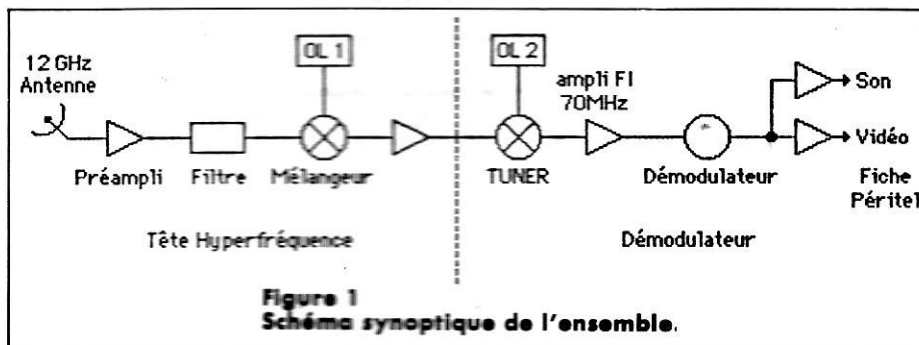 12 GHz
Antenne
OL 1
OL 2
ampli FI
70MHz
Son
Vidéo
Préampli
Filtre
Mélangeur
TUNER
Démodulateur
Fiche
Péritel
Tête Hyperfréquence
Démodulateur
Figure 1
Schéma synoptique de l'ensemble.